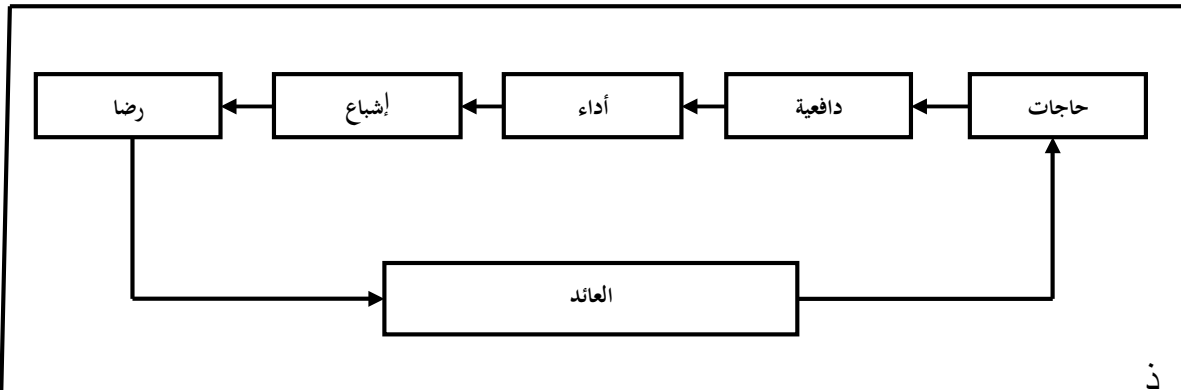 حاجات
دافعية
أداء
إشباع
رضا
العائد
ن